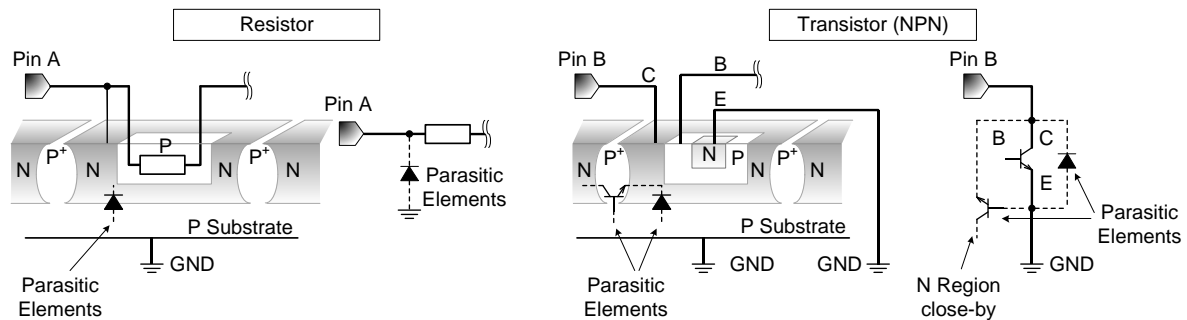 Resistor
Transistor (NPN)
Pin A
Pin B
C
B
E
Pin B
Pin A
N
P+
N
P
N
P+
N
N
P+
N
N
P
N
P+
N
B
C
E
Parasitic
Elements
P Substrate
GND
Parasitic
Elements
P Substrate
GND
GND
Parasitic
Elements
Parasitic
Elements
GND
N Region
close-by